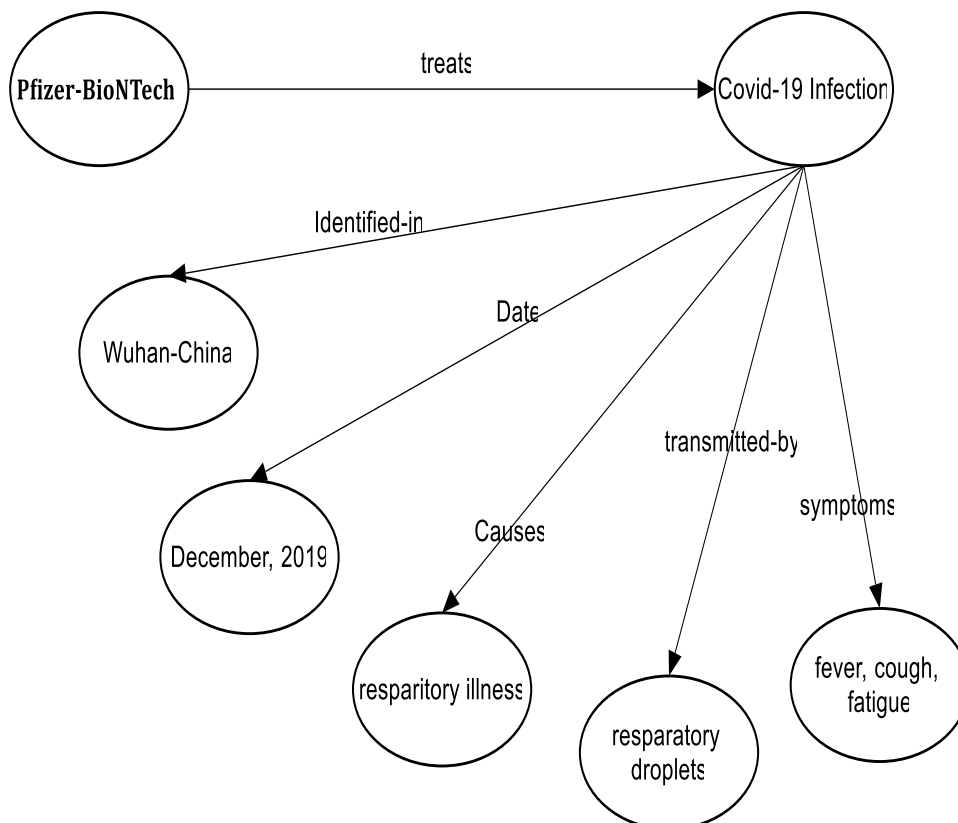 treats
Pfizer-BioNTech
Covid-19 Infection
Identified-in
Date
Wuhan-China
transmitted-by
symptoms
Causes
December, 2019
resparitory illness
fever, cough,
fatigue
resparatory
droplets